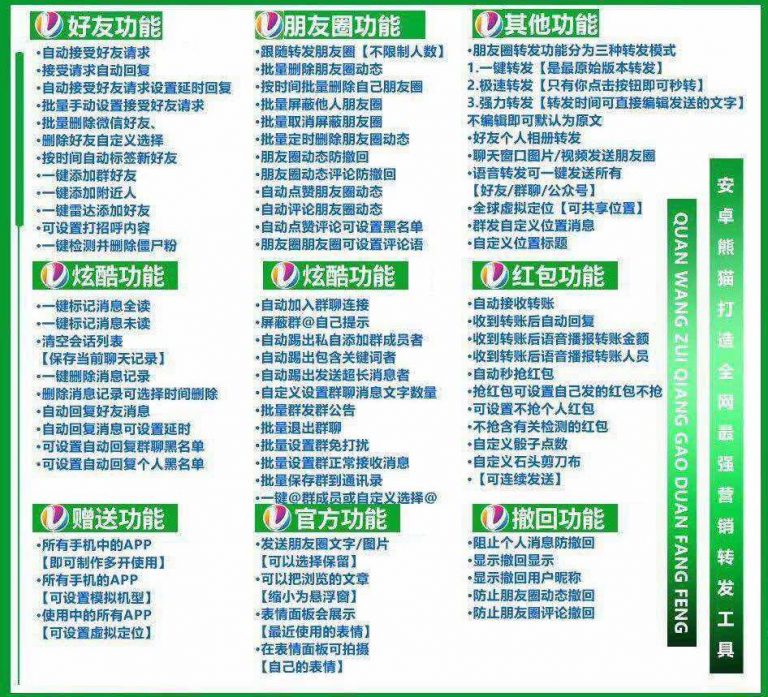 好友功能
·自动接受好友请求
·接受请求自动回复
·自动接受好友请求设置延时回复
·批量手动设置接受好友请求
·批量删除微信好友、
·删除好友自定义选择
·按时间自动标签新好友
·一键添加群好友
·一键添加附近人
·一键雷达添加好友
·可设置打招呼内容
·一键检测并删除僵尸粉
朋友圈功能
·跟随转发朋友圈【不限制人数】
·批量删除朋友圈动态
·按时间批量删除自己朋友圈
·批量屏蔽他人朋友圈
·批量取消屏蔽朋友圈
·批量定时删除朋友圈动态
·朋友圈动态防撤回
·朋友圈动态评论防撤回
·自动点赞朋友圈动态
·自动评论朋友圈动态
·自动点赞评论可设置黑名单
·朋友圈朋友圈可设置评论语
其他功能
·朋友圈转发功能分为三种转发模式
1.一键转发【是最原始版本转发】
2.极速转发【只有你点击按钮即可秒转】
3.强力转发【转发时间可直接编辑发送的文字】
不编辑即可默认为原文
·好友个人相册转发
·聊天窗口图片/视频发送朋友圈
·语音转发可一键发送所有
【好友/群聊/公众号】
·全球虚拟定位【可共享位置】
·群发自定义位置消息
·自定义位置标题
炫酷功能
·一键标记消息全读
·一键标记消息未读
·清空会话列表
【保存当前聊天记录】
·一键删除消息记录
·删除消息记录可选择时间删除
·自动回复好友消息
·自动回复消息可设置延时
·可设置自动回复群聊黑名单
·可设置自动回复个人黑名单
炫酷功能
·自动加入群聊连接
·屏蔽群@自己提示
·自动踢出私自添加群成员者
·自动踢出包含关键词者
·自动踢出发送超长消息者
·自定义设置群聊消息文字数量
·批量群发群公告
·批量退出群聊
·批量设置群免打扰
·批量设置群正常接收消息
·批量保存群聊到通讯录
·一键@群成员或自定义选择@
红包功能
·自动接收转账
·收到转账后自动回复
·收到转账后语音播报转账金额
·收到转账后语音播报转账人员
·自动秒抢红包
·抢红包可设置自己发的红包不抢
·可设置不抢个人红包
·不抢含有关检测的红包
·自定义骰子点数
·自定义石头剪刀布
·【可连续发送】
赠送功能
·所有手机中的APP
【即可制作多开使用】
·所有手机的APP
【可设置模拟机型】
·使用中的所有APP
【可设置虚拟定位】
官方功能
·发送朋友圈文字/图片
【可以选择保留】
·可以把浏览的文章
【缩小为悬浮窗】
·表情面板会展示
【最近使用的表情】
·在表情面板可拍摄
【自己的表情】
撤回功能
·阻止个人消息防撤回
·显示撤回显示
·显示撤回用户昵称
·防止朋友圈动态撤回
·防止朋友圈评论撤回
QUAN WANG ZUI QIANG GAO DUAN FANG FENG
安卓熊猫打造全网最强营销转发工具